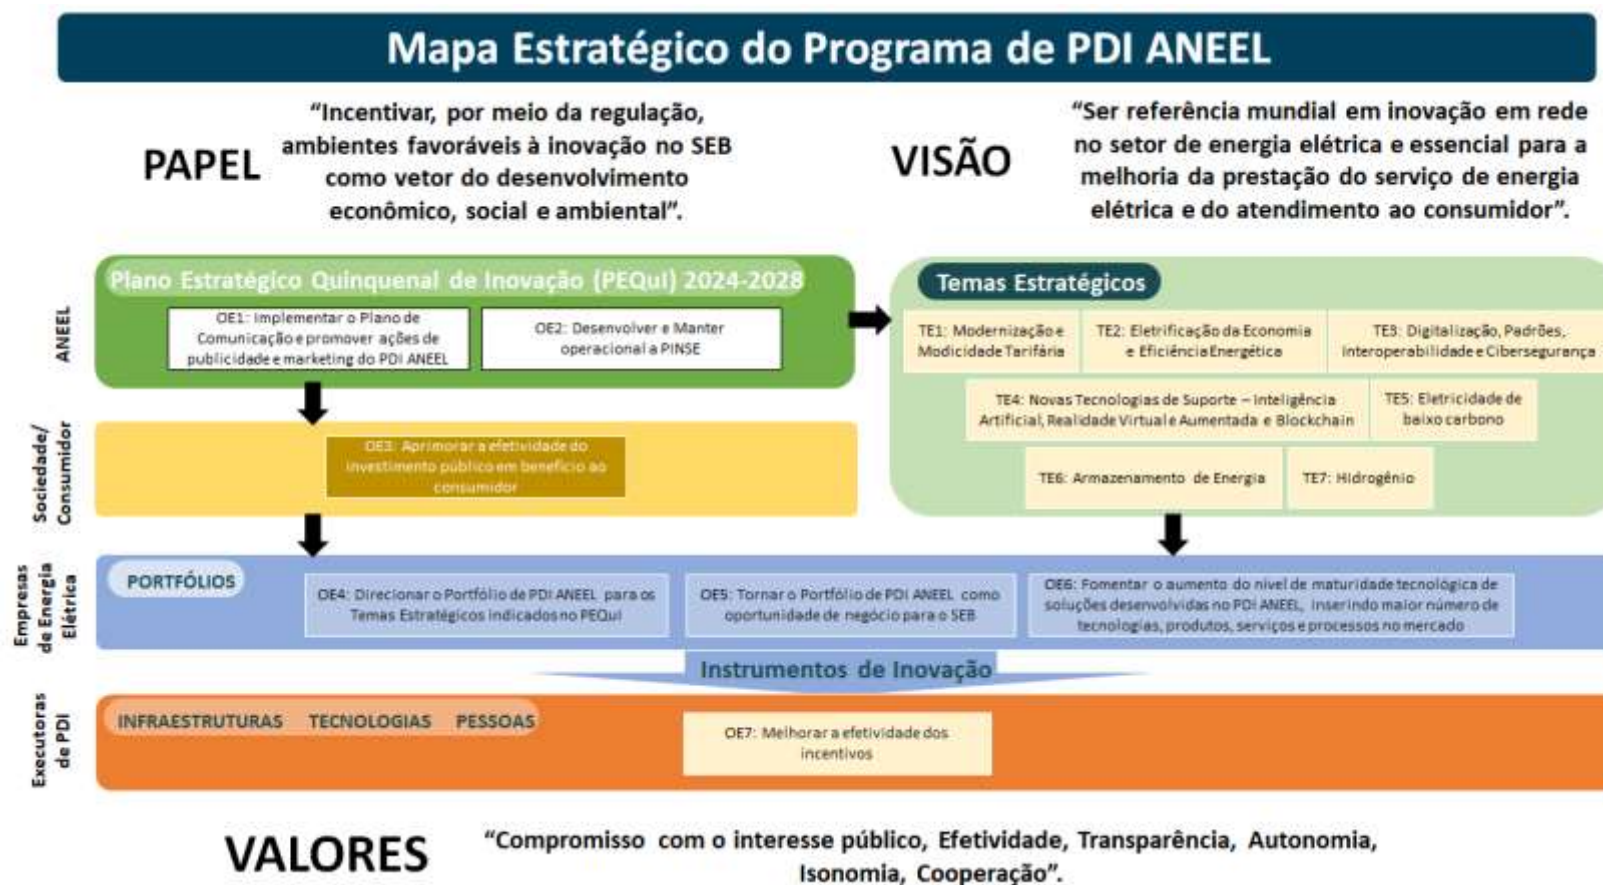 Mapa Estratégico do Programa de PDI ANEEL
PAPEL
“Incentivar, por meio da regulação,
ambientes favoráveis à inovação no SEB
como vetor do desenvolvimento
econômico, social e ambiental”.
VISÃO
“Ser referência mundial em inovação em rede
no setor de energia elétrica e essencial para a
melhoria da prestação do serviço de energia
elétrica e do atendimento ao consumidor”.
ANEEL
Plano Estratégico Quinquenal de Inovação (PEQuI) 2024-2028
OE1: Implementar o Plano de
Comunicação e promover ações de
publicidade e marketing do PDI ANEEL
OE2: Desenvolver e Manter
operacional a PINSE
Temas Estratégicos
TE1: Modernização e
Modicidade Tarifária
TE2: Eletrificação da Economia
e Eficiência Energética
TE3: Digitalização, Padrões,
Interoperabilidade e Cibersegurança
TE4: Novas Tecnologias de Suporte – Inteligência
Artificial, Realidade Virtual e Aumentada e Blockchain
TE5: Eletricidade de
baixo carbono
TE6: Armazenamento de Energia
TE7: Hidrogênio
Sociedade/
Consumidor
OE3: Aprimorar a efetividade do
investimento público em benefício ao
consumidor
Empresas
de Energia
Elétrica
PORTFÓLIOS
OE4: Direcionar o Portfólio de PDI ANEEL para os
Temas Estratégicos indicados no PEQuI
OE5: Tornar o Portfólio de PDI ANEEL como
oportunidade de negócio para o SEB
OE6: Fomentar o aumento do nível de maturidade tecnológica de
soluções desenvolvidas no PDI ANEEL, inserindo maior número de
tecnologias, produtos, serviços e processos no mercado
Instrumentos de Inovação
Executoras
de PDI
INFRAESTRUTURAS TECNOLOGIAS PESSOAS
OE7: Melhorar a efetividade dos
incentivos
VALORES
“Compromisso com o interesse público, Efetividade, Transparência, Autonomia,
Isonomia, Cooperação”.